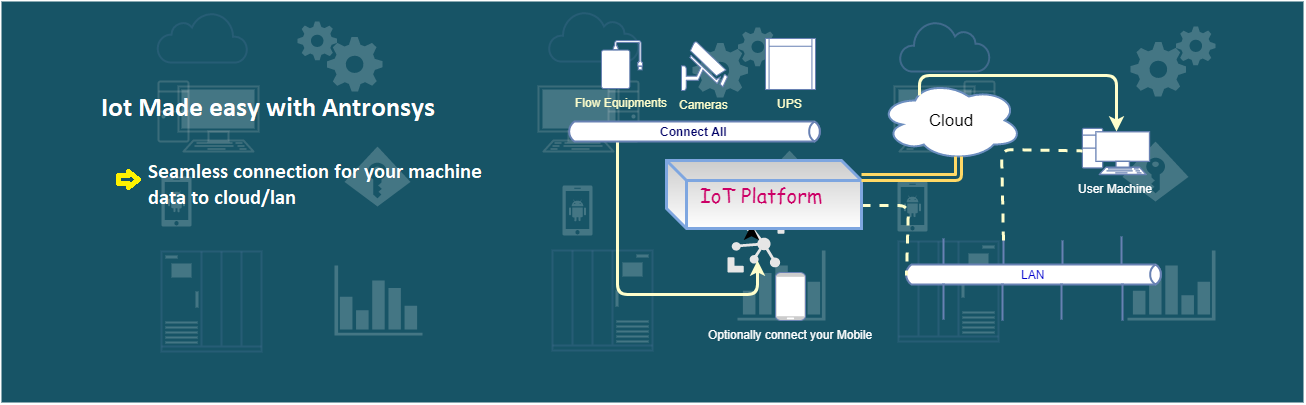 Iot Made easy with Antronsys
Seamless connection for your machine
data to cloud/lan
Flow Equipments
Cameras
UPS
Connect All
IoT Platform
Optionally connect your Mobile
Cloud
User Machine
LAN